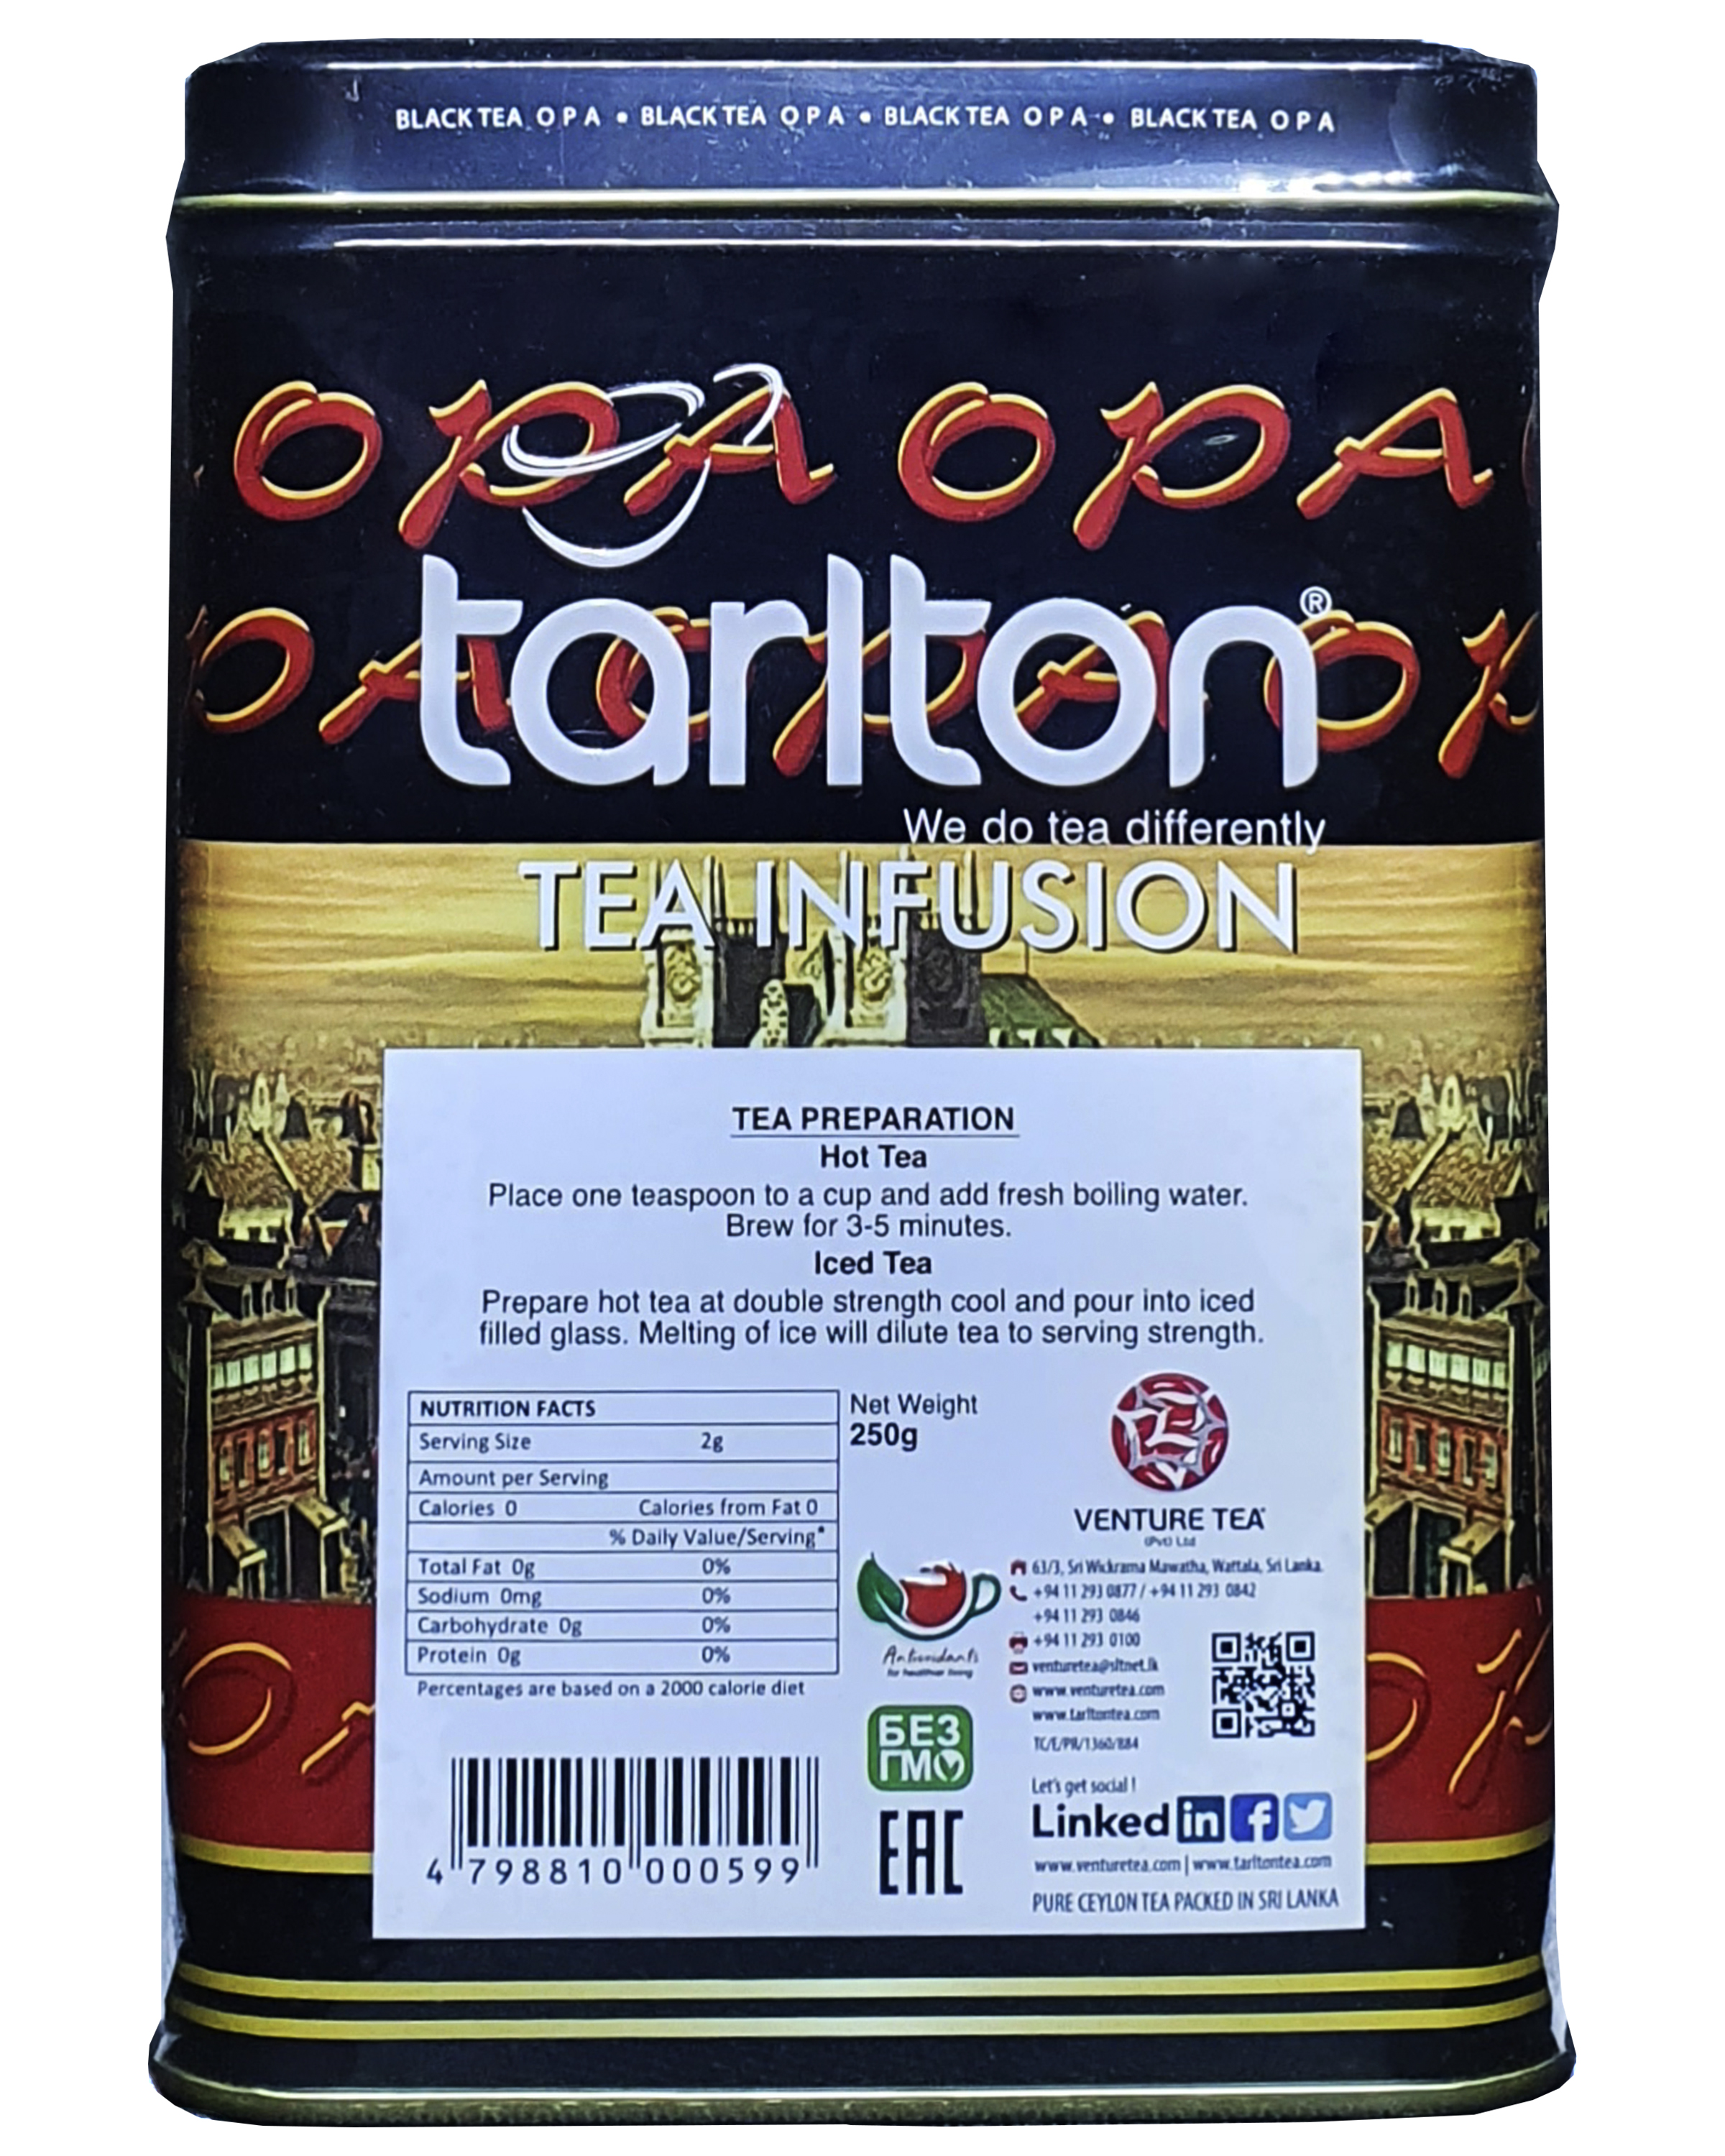 BLACK TEA O P A • BLACK TEA O P A • BLACK TEA O P A • BLACK TEA O P A
OPA OPA
PA OPA OP
tarlton®
We do tea differently
TEA INFUSION
TEA PREPARATION
Hot Tea
Place one teaspoon to a cup and add fresh boiling water.
Brew for 3-5 minutes.
Iced Tea
Prepare hot tea at double strength cool and pour into iced
filled glass. Melting of ice will dilute tea to serving strength.
NUTRITION FACTS
Serving Size 2g
Amount per Serving
Calories 0 Calories from Fat 0
% Daily Value/Serving*
Total Fat 0g 0%
Sodium 0mg 0%
Carbohydrate 0g 0%
Protein 0g 0%
Percentages are based on a 2000 calorie diet
4 798810 000599
Net Weight
250g
Antioxidants
for healthier living
БЕЗ
ГМО
EAC
VENTURE TEA
(Pvt) Ltd
63/3, Sri Wickrama Mawatha, Wattala, Sri Lanka.
+94 11 293 0877 / +94 11 293 0842
+94 11 293 0846
+94 11 293 0100
venturetea@sltnet.lk
www.venturetea.com
www.tarltontea.com
TC/E/PR/1360/884
Let's get social !
Linked in f
www.venturetea.com | www.tarltontea.com
PURE CEYLON TEA PACKED IN SRI LANKA